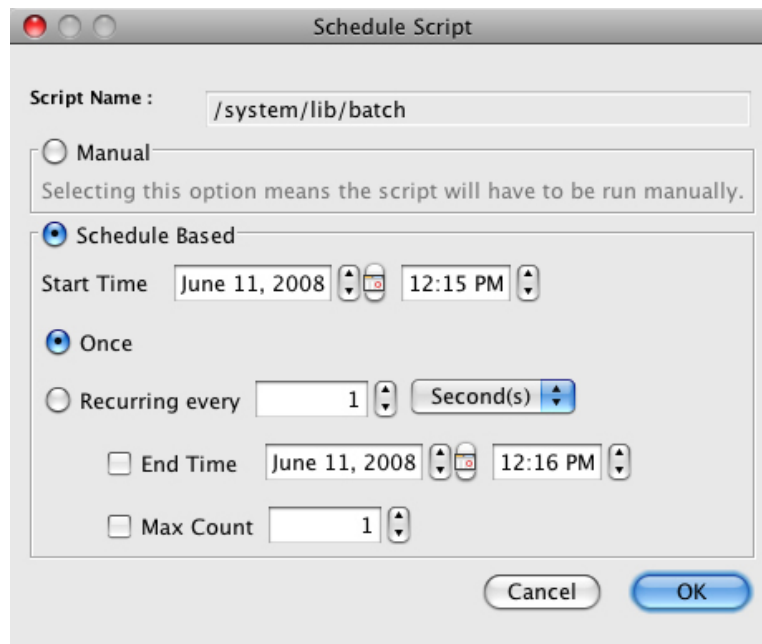 Schedule Script
Script Name : /system/lib/batch
Manual
Selecting this option means the script will have to be run manually.
Schedule Based
Start Time June 11, 2008 12:15 PM
Once
Recurring every 1 Second(s)
End Time June 11, 2008 12:16 PM
Max Count 1
Cancel OK